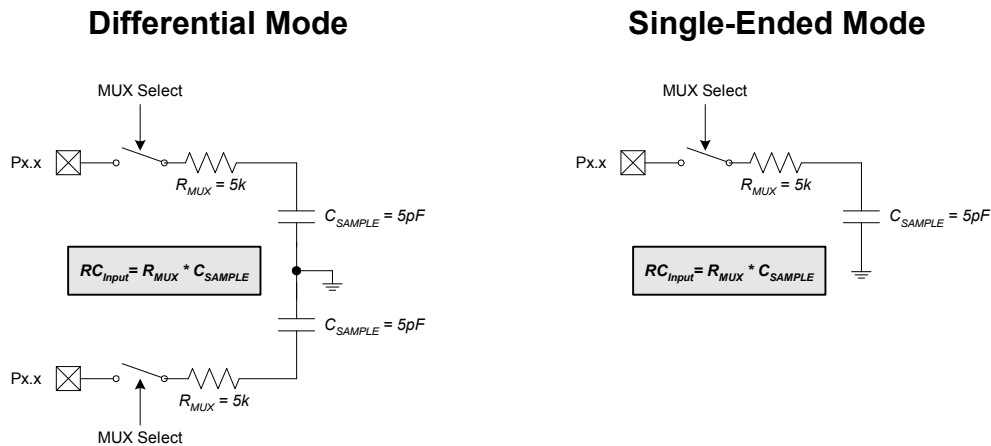 Differential Mode
MUX Select
Px.x
R_MUX = 5k
C_SAMPLE = 5pF
RC_Input= R_MUX * C_SAMPLE
C_SAMPLE = 5pF
Px.x
R_MUX = 5k
MUX Select
Single-Ended Mode
MUX Select
Px.x
R_MUX = 5k
C_SAMPLE = 5pF
RC_Input= R_MUX * C_SAMPLE